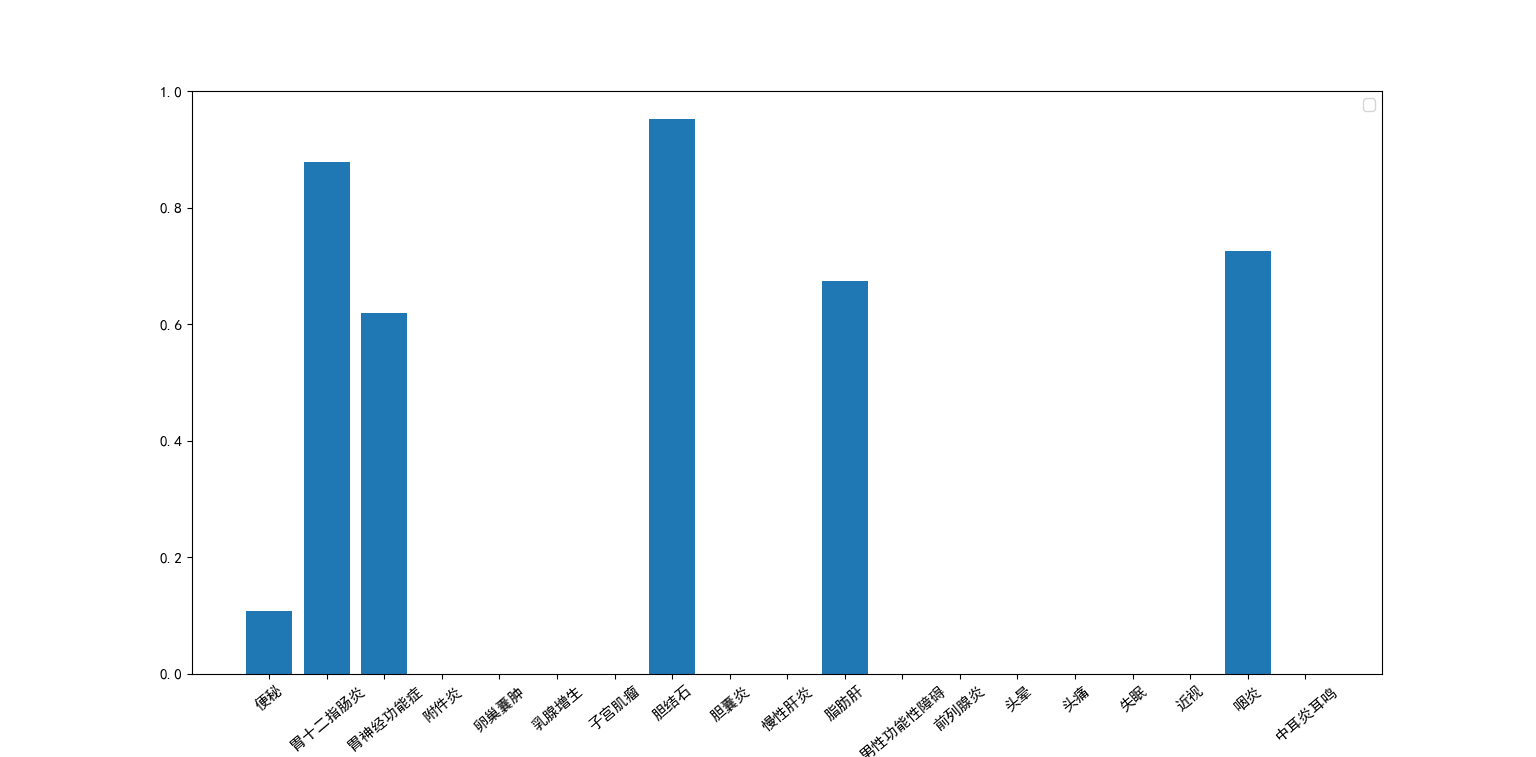 1.0
0.8
0.6
0.4
0.2
0.0
便秘
胃十二指肠炎
胃神经功能症
附件炎
卵巢囊肿
乳腺增生
子宫肌瘤
胆结石
胆囊炎
慢性肝炎
脂肪肝
男性功能性障碍
前列腺炎
头晕
头痛
失眠
近视
咽炎
中耳炎耳鸣